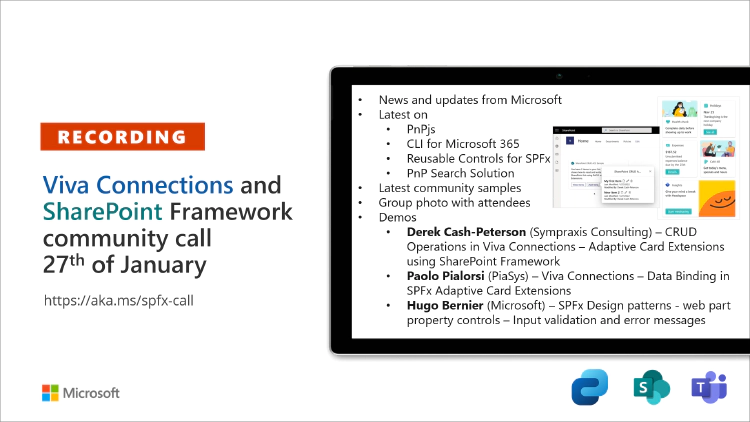 RECORDING
Viva Connections and
SharePoint Framework
community call
27th of January
https://aka.ms/spfx-call
Microsoft
• News and updates from Microsoft
• Latest on
• PnPjs
• CLI for Microsoft 365
• Reusable Controls for SPFx
• PnP Search Solution
• Latest community samples
• Group photo with attendees
• Demos
• Derek Cash-Peterson (Sympraxis Consulting) – CRUD
Operations in Viva Connections – Adaptive Card Extensions
using SharePoint Framework
• Paolo Pialorsi (PiaSys) – Viva Connections – Data Binding in
SPFx Adaptive Card Extensions
• Hugo Bernier (Microsoft) – SPFx Design patterns - web part
property controls – Input validation and error messages
Home
S
T